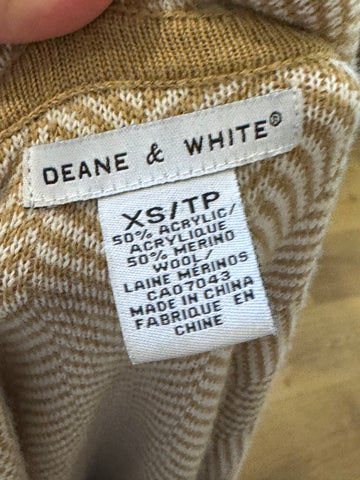 DEANE & WHITE®
XS/TP
50% ACRYLIC/
ACRYLIQUE
50% MERINO
WOOL/
LAINE MERINOS
CA07043
MADE IN CHINA
FABRIQUE EN
CHINE